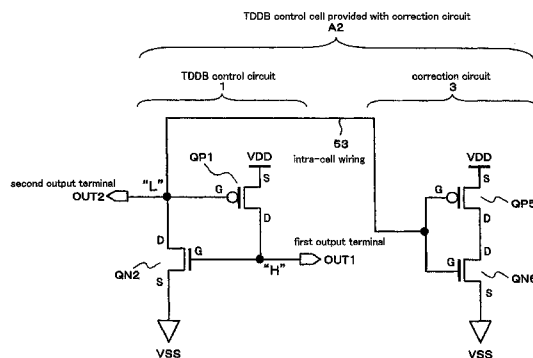 TDDB control cell provided with correction circuit
A2
TDDB control circuit
1
correction circuit
3
53
intra-cell wiring
VDD
S
QP1
G
D
"L"
second output terminal
OUT2
D
G
QN2
S
VSS
"H"
first output terminal
OUT1
VDD
S
G
QP5
D
D
G
QN6
S
VSS